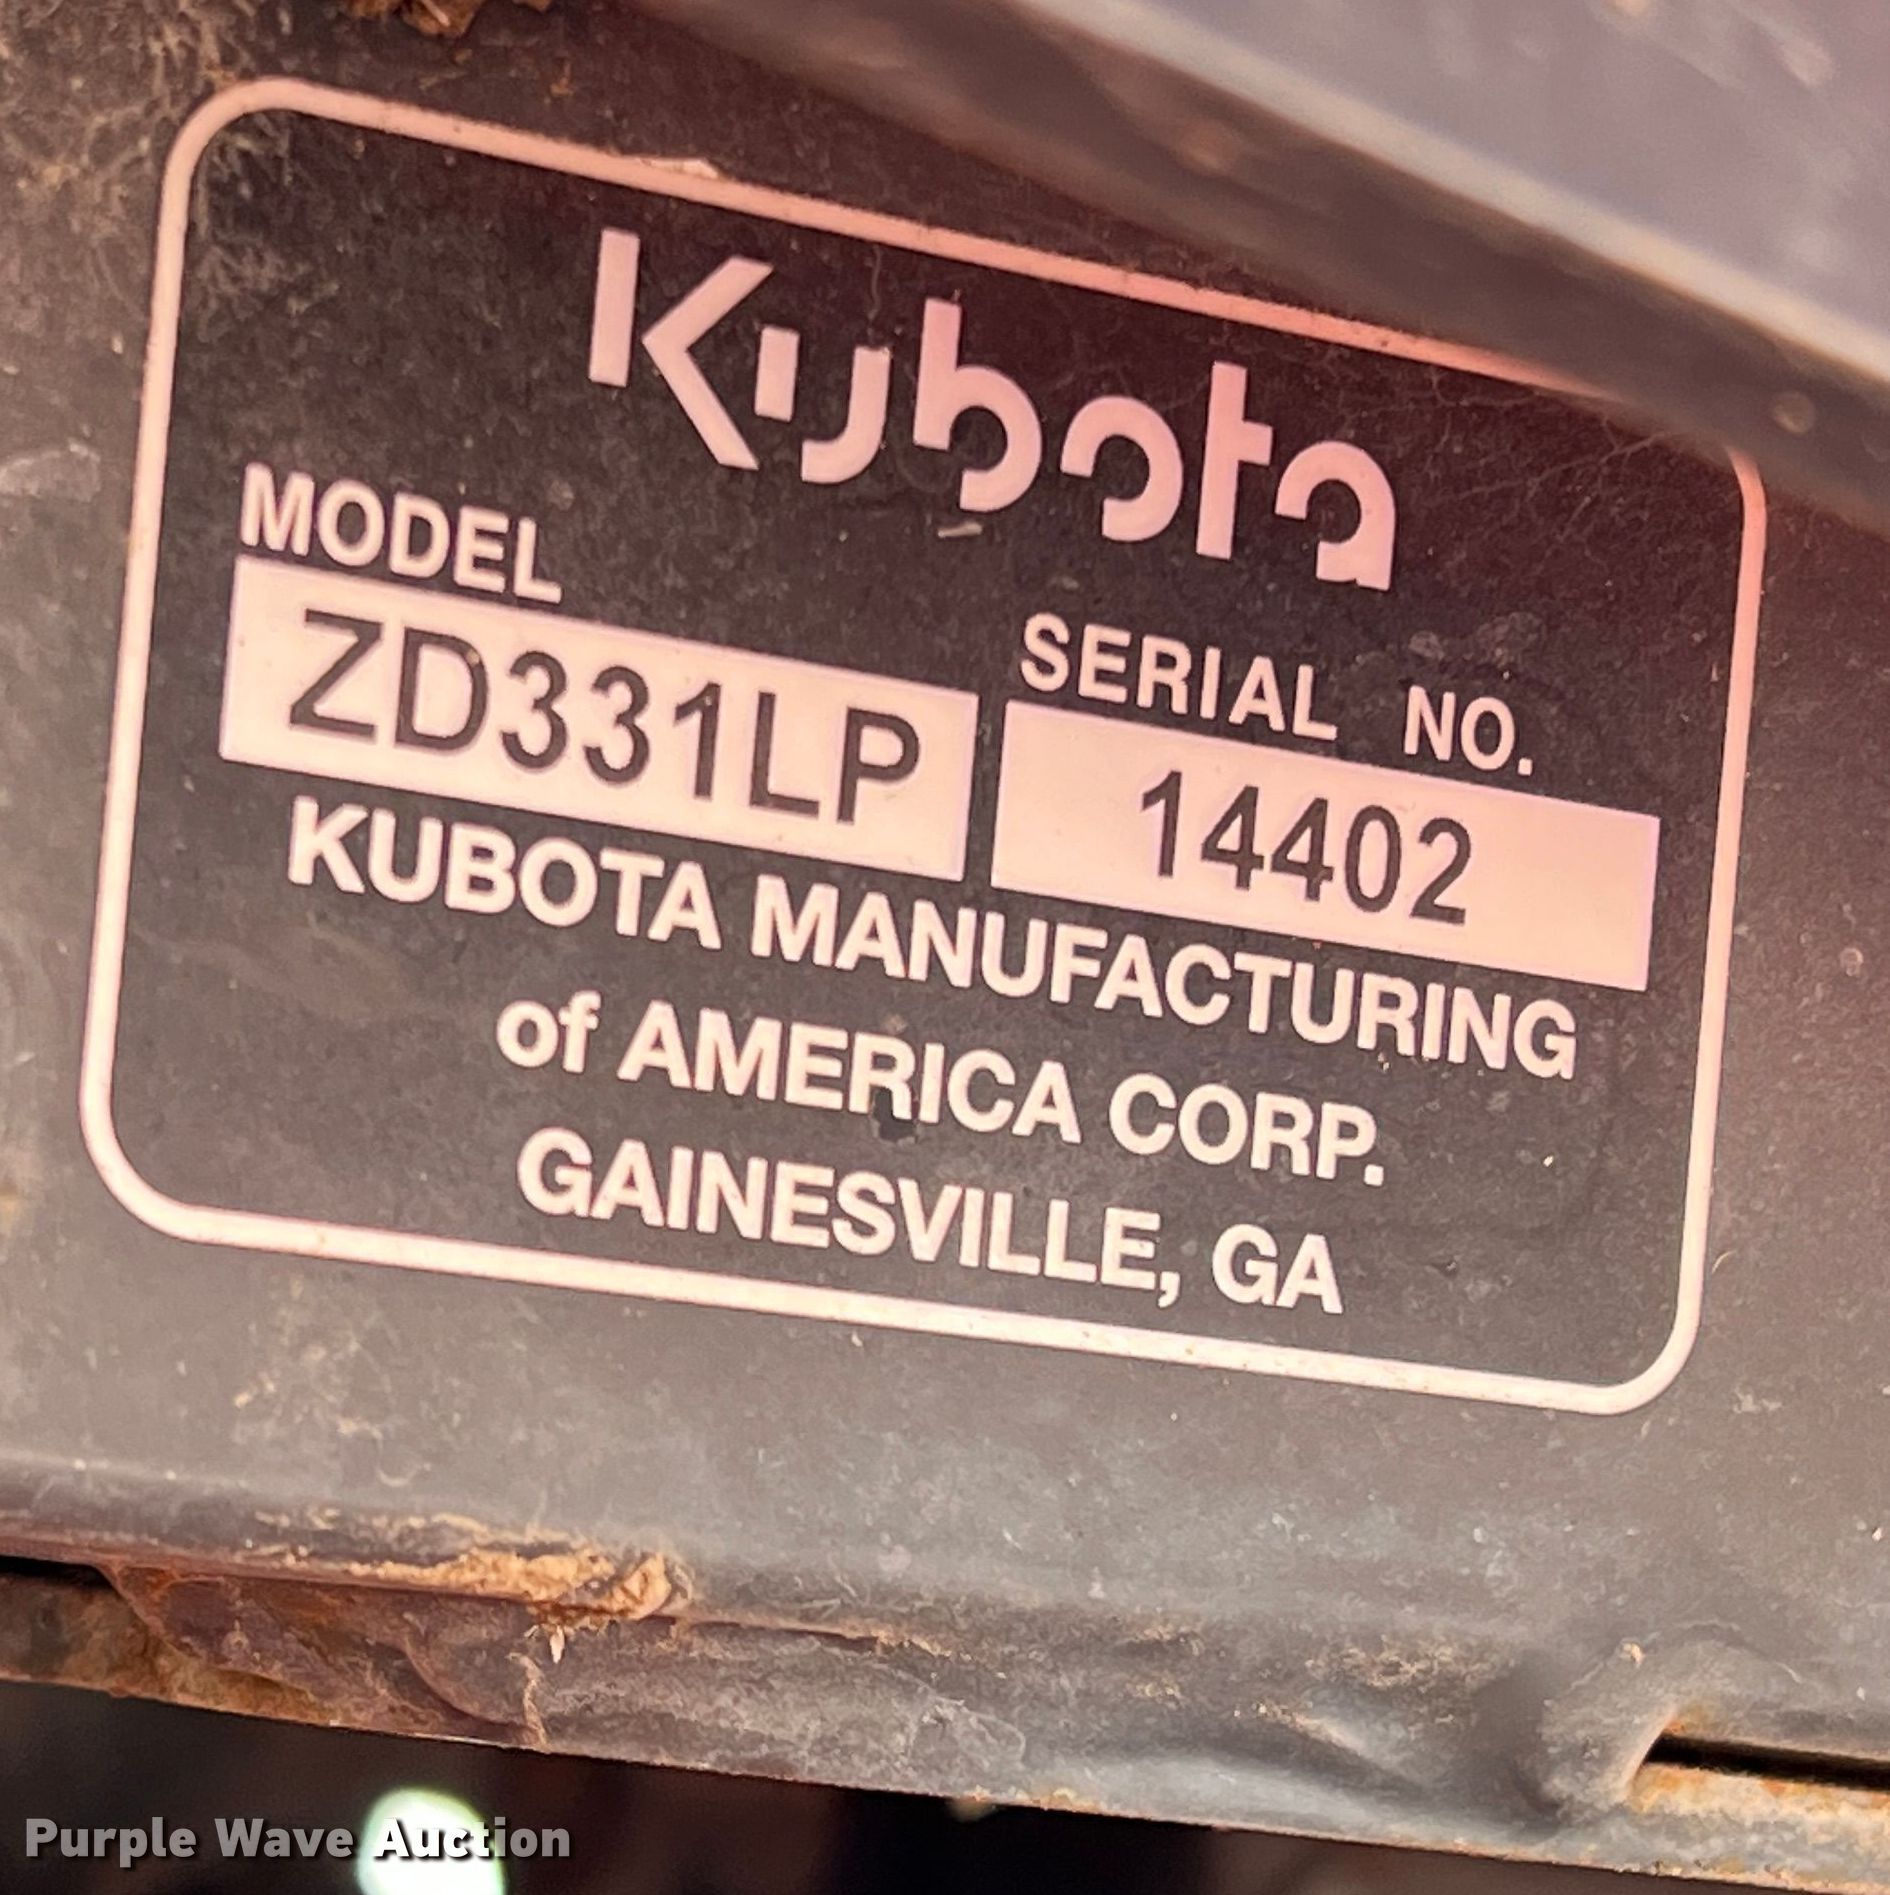 Kubota
MODEL
SERIAL NO.
ZD331LP
14402
KUBOTA MANUFACTURING
of AMERICA CORP.
GAINESVILLE, GA
Purple Wave Auction